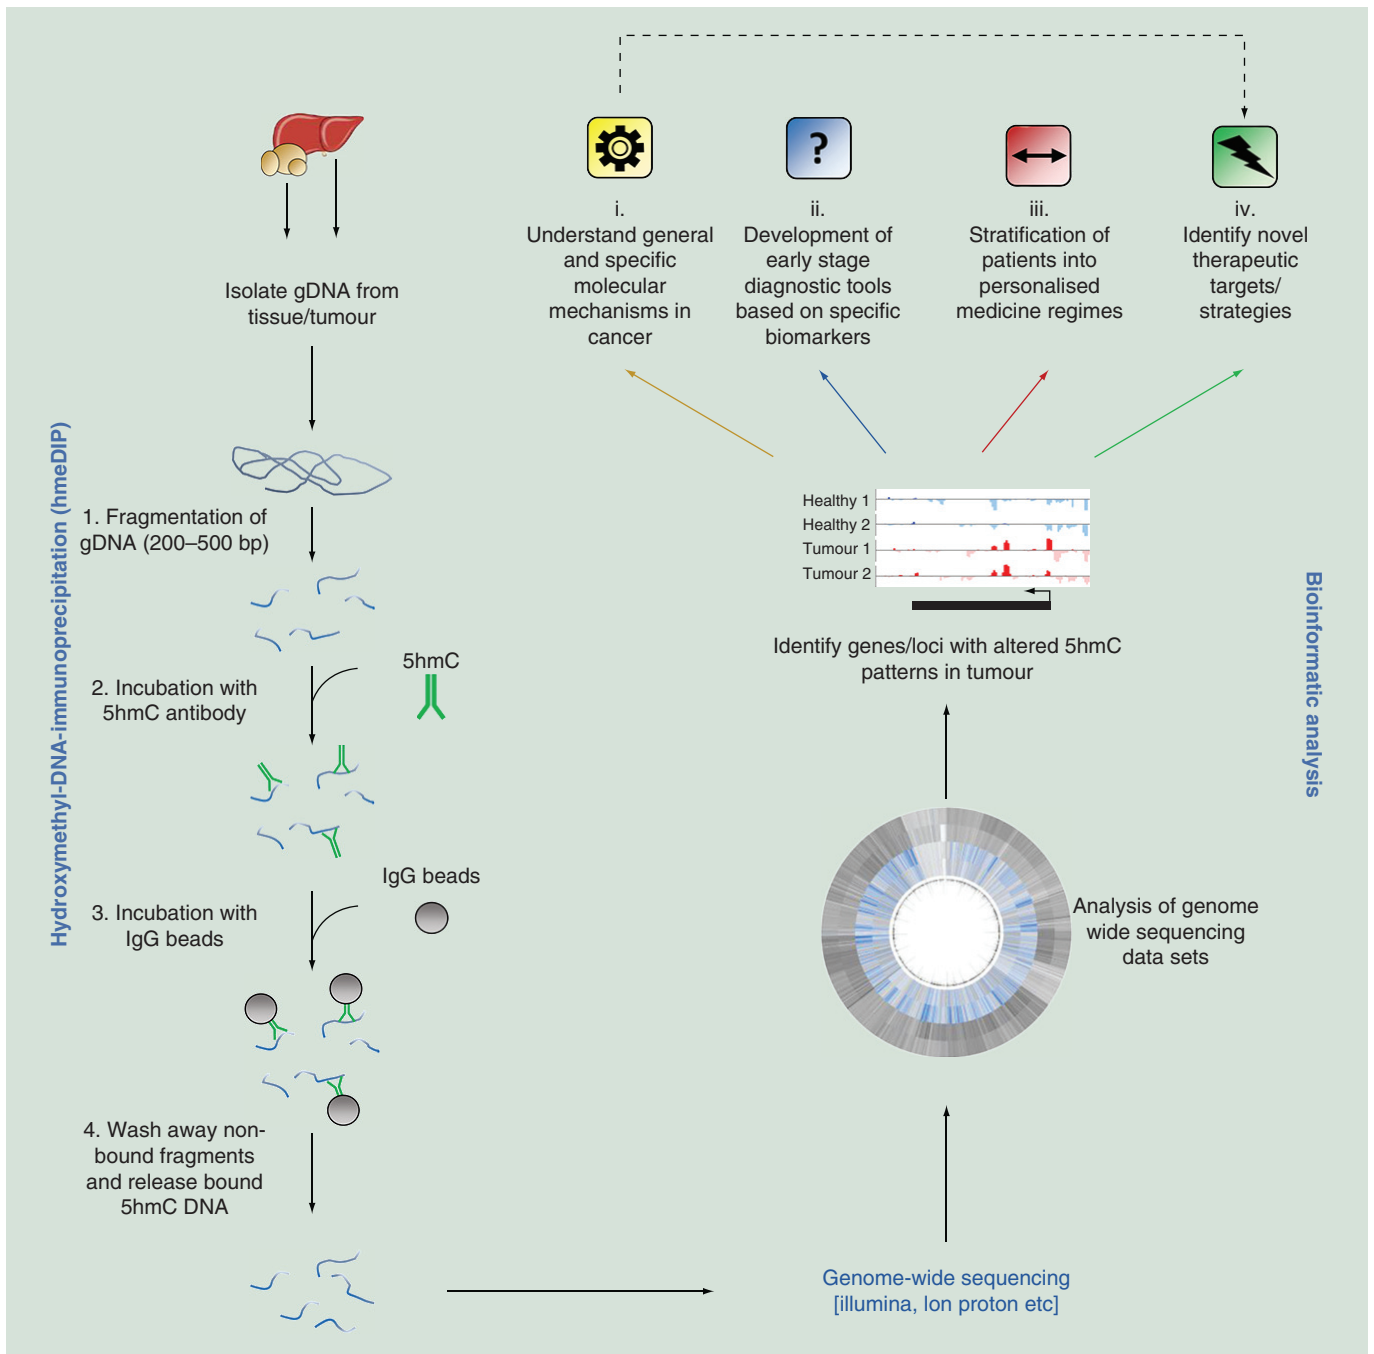 i.
Understand general
and specific
molecular
mechanisms in
cancer
?
ii.
Development of
early stage
diagnostic tools
based on specific
biomarkers
iii.
Stratification of
patients into
personalised
medicine regimes
iv.
Identify novel
therapeutic
targets/
strategies
Isolate gDNA from
tissue/tumour
Hydroxymethyl-DNA-immunoprecipitation (hmeDIP)
1. Fragmentation of
gDNA (200–500 bp)
2. Incubation with
5hmC antibody
5hmC
3. Incubation with
IgG beads
IgG beads
4. Wash away non-
bound fragments
and release bound
5hmC DNA
Genome-wide sequencing
[illumina, Ion proton etc]
Analysis of genome
wide sequencing
data sets
Healthy 1
Healthy 2
Tumour 1
Tumour 2
Identify genes/loci with altered 5hmC
patterns in tumour
Bioinformatic analysis